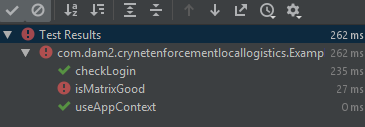 Test Results 262 ms
com.dam2.crynetenforcementlocallogistics.Examp 262 ms
checkLogin 235 ms
isMatrixGood 27 ms
useAppContext 0 ms